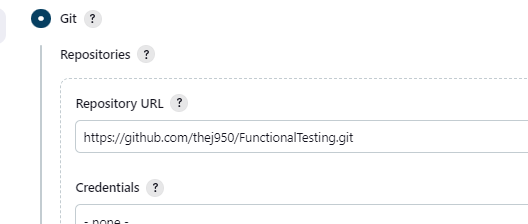 Git ?
Repositories ?
Repository URL ?
https://github.com/thej950/FunctionalTesting.git
Credentials ?
- none -